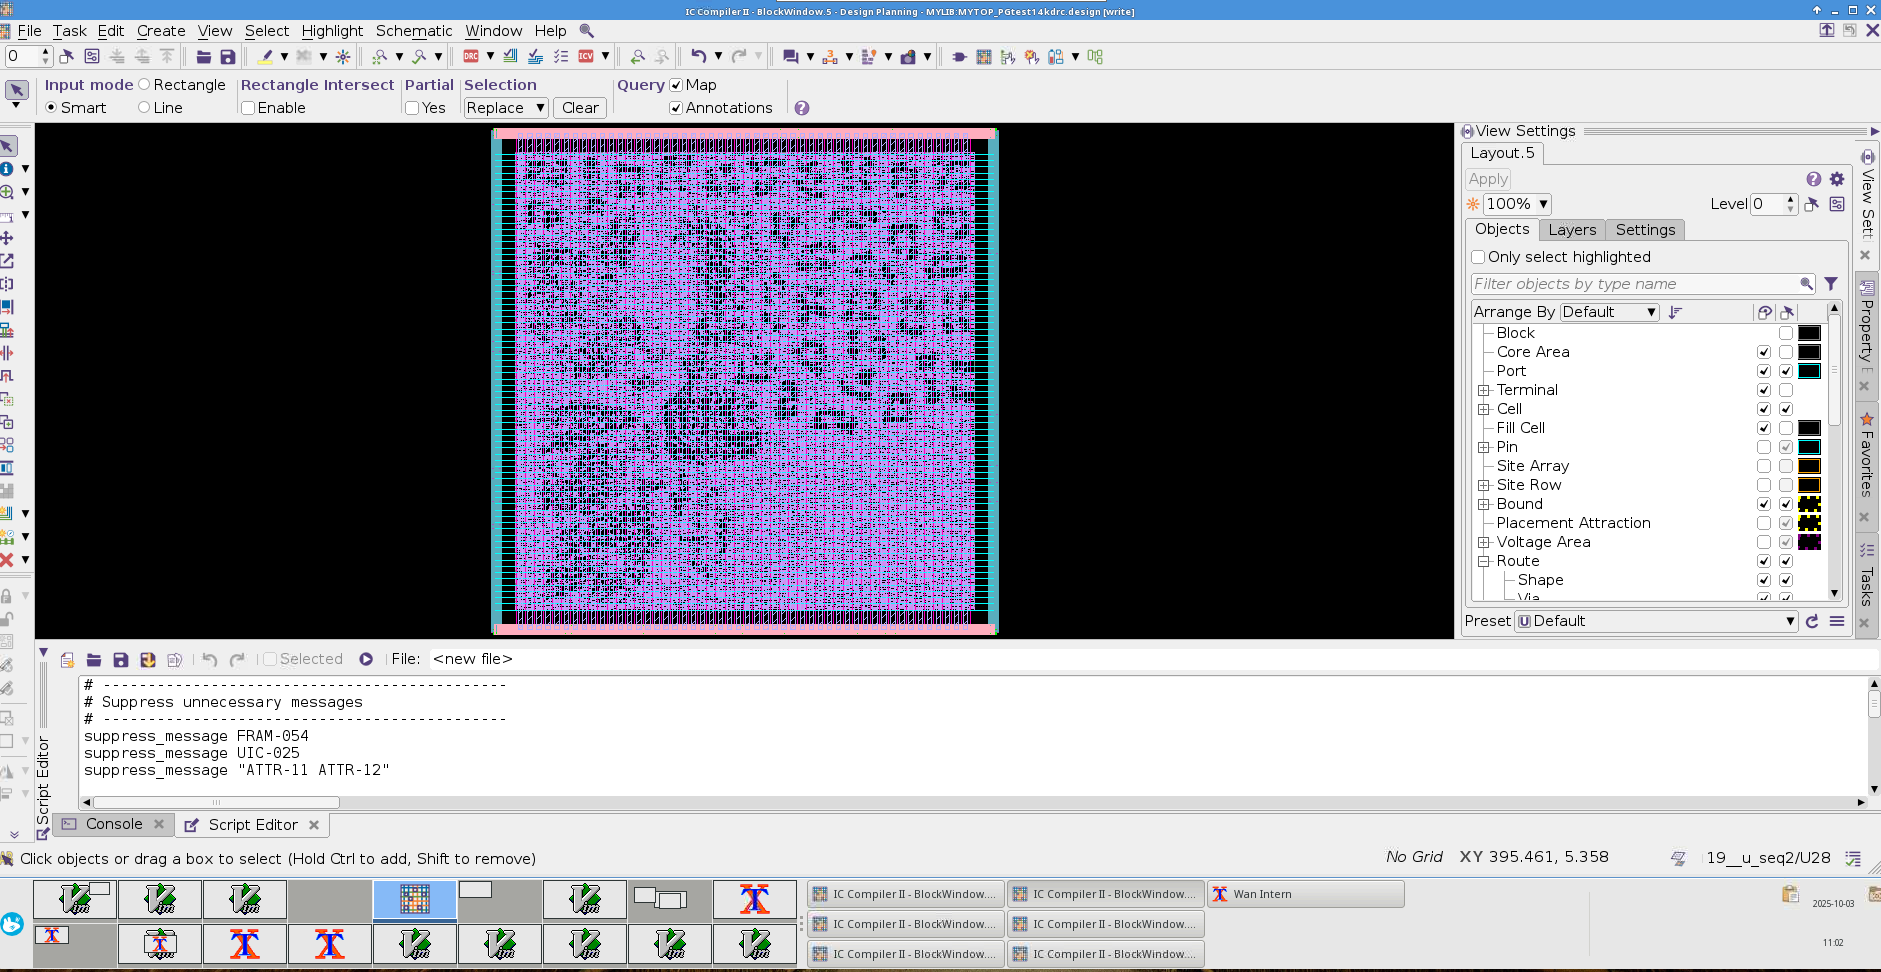 IC Compiler II - BlockWindow.5 - Design Planning - MYLIB:MYTOP_PGtest14kdrc.design [write]
File Task Edit Create View Select Highlight Schematic Window Help
0
DRC ICV
Input mode Rectangle Rectangle Intersect Partial Selection Query Map
Smart Line Enable Yes Replace Clear Annotations
View Settings
Layout.5
Apply
100% Level 0
Objects Layers Settings
Only select highlighted
Filter objects by type name
Arrange By Default
Block
Core Area
Port
Terminal
Cell
Fill Cell
Pin
Site Array
Site Row
Bound
Placement Attraction
Voltage Area
Route
Shape
Via
Preset U Default
View Sett
Property E
Favorites
Tasks
Selected File: <new file>
# ---------------------------------------------
# Suppress unnecessary messages
# ---------------------------------------------
suppress_message FRAM-054
suppress_message UIC-025
suppress_message "ATTR-11 ATTR-12"
Script Editor
Console Script Editor
Click objects or drag a box to select (Hold Ctrl to add, Shift to remove)
No Grid XY 395.461, 5.358 19__u_seq2/U28
IC Compiler II - BlockWindow.... IC Compiler II - BlockWindow.... Wan Intern
IC Compiler II - BlockWindow.... IC Compiler II - BlockWindow....
IC Compiler II - BlockWindow.... IC Compiler II - BlockWindow....
2025-10-03
11:02